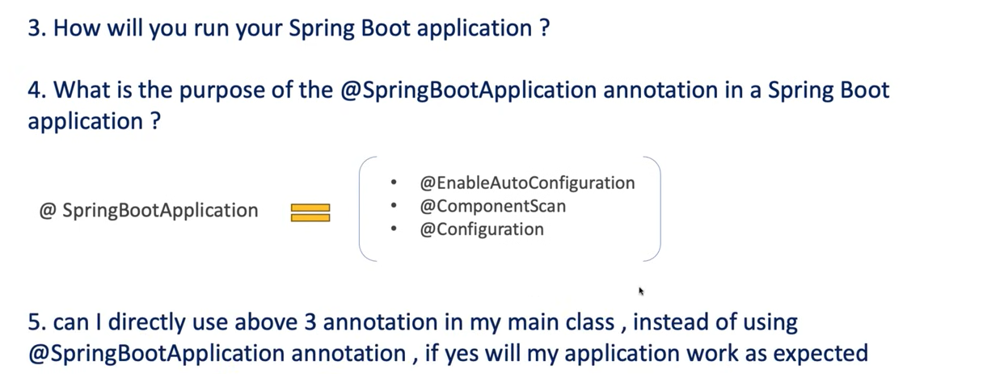 3. How will you run your Spring Boot application ?
4. What is the purpose of the @SpringBootApplication annotation in a Spring Boot
application ?
@ SpringBootApplication
• @EnableAutoConfiguration
• @ComponentScan
• @Configuration
5. can I directly use above 3 annotation in my main class , instead of using
@SpringBootApplication annotation , if yes will my application work as expected